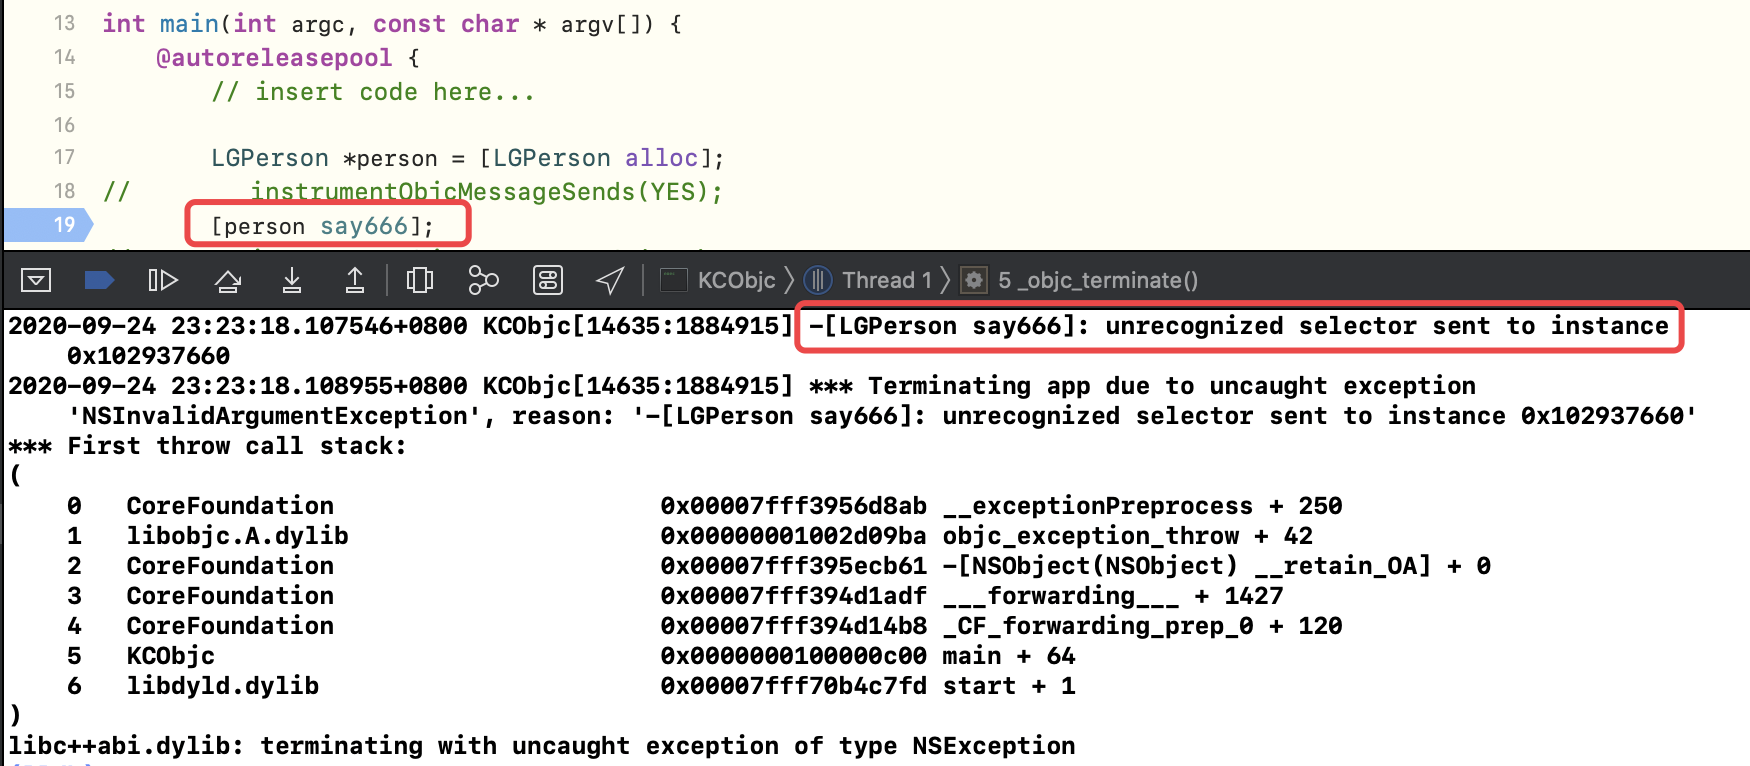 13 int main(int argc, const char * argv[]) {
14 @autoreleasepool {
15 // insert code here...
16
17 LGPerson *person = [LGPerson alloc];
18 // instrumentObjcMessageSends(YES);
19 [person say666];
KCObjc Thread 1 5 _objc_terminate()
2020-09-24 23:23:18.107546+0800 KCObjc[14635:1884915] -[LGPerson say666]: unrecognized selector sent to instance
0x102937660
2020-09-24 23:23:18.108955+0800 KCObjc[14635:1884915] *** Terminating app due to uncaught exception
'NSInvalidArgumentException', reason: '-[LGPerson say666]: unrecognized selector sent to instance 0x102937660'
*** First throw call stack:
(
0 CoreFoundation 0x00007fff3956d8ab __exceptionPreprocess + 250
1 libobjc.A.dylib 0x00000001002d09ba objc_exception_throw + 42
2 CoreFoundation 0x00007fff395ecb61 -[NSObject(NSObject) __retain_OA] + 0
3 CoreFoundation 0x00007fff394d1adf ___forwarding___ + 1427
4 CoreFoundation 0x00007fff394d14b8 _CF_forwarding_prep_0 + 120
5 KCObjc 0x0000000100000c00 main + 64
6 libdyld.dylib 0x00007fff70b4c7fd start + 1
)
libc++abi.dylib: terminating with uncaught exception of type NSException